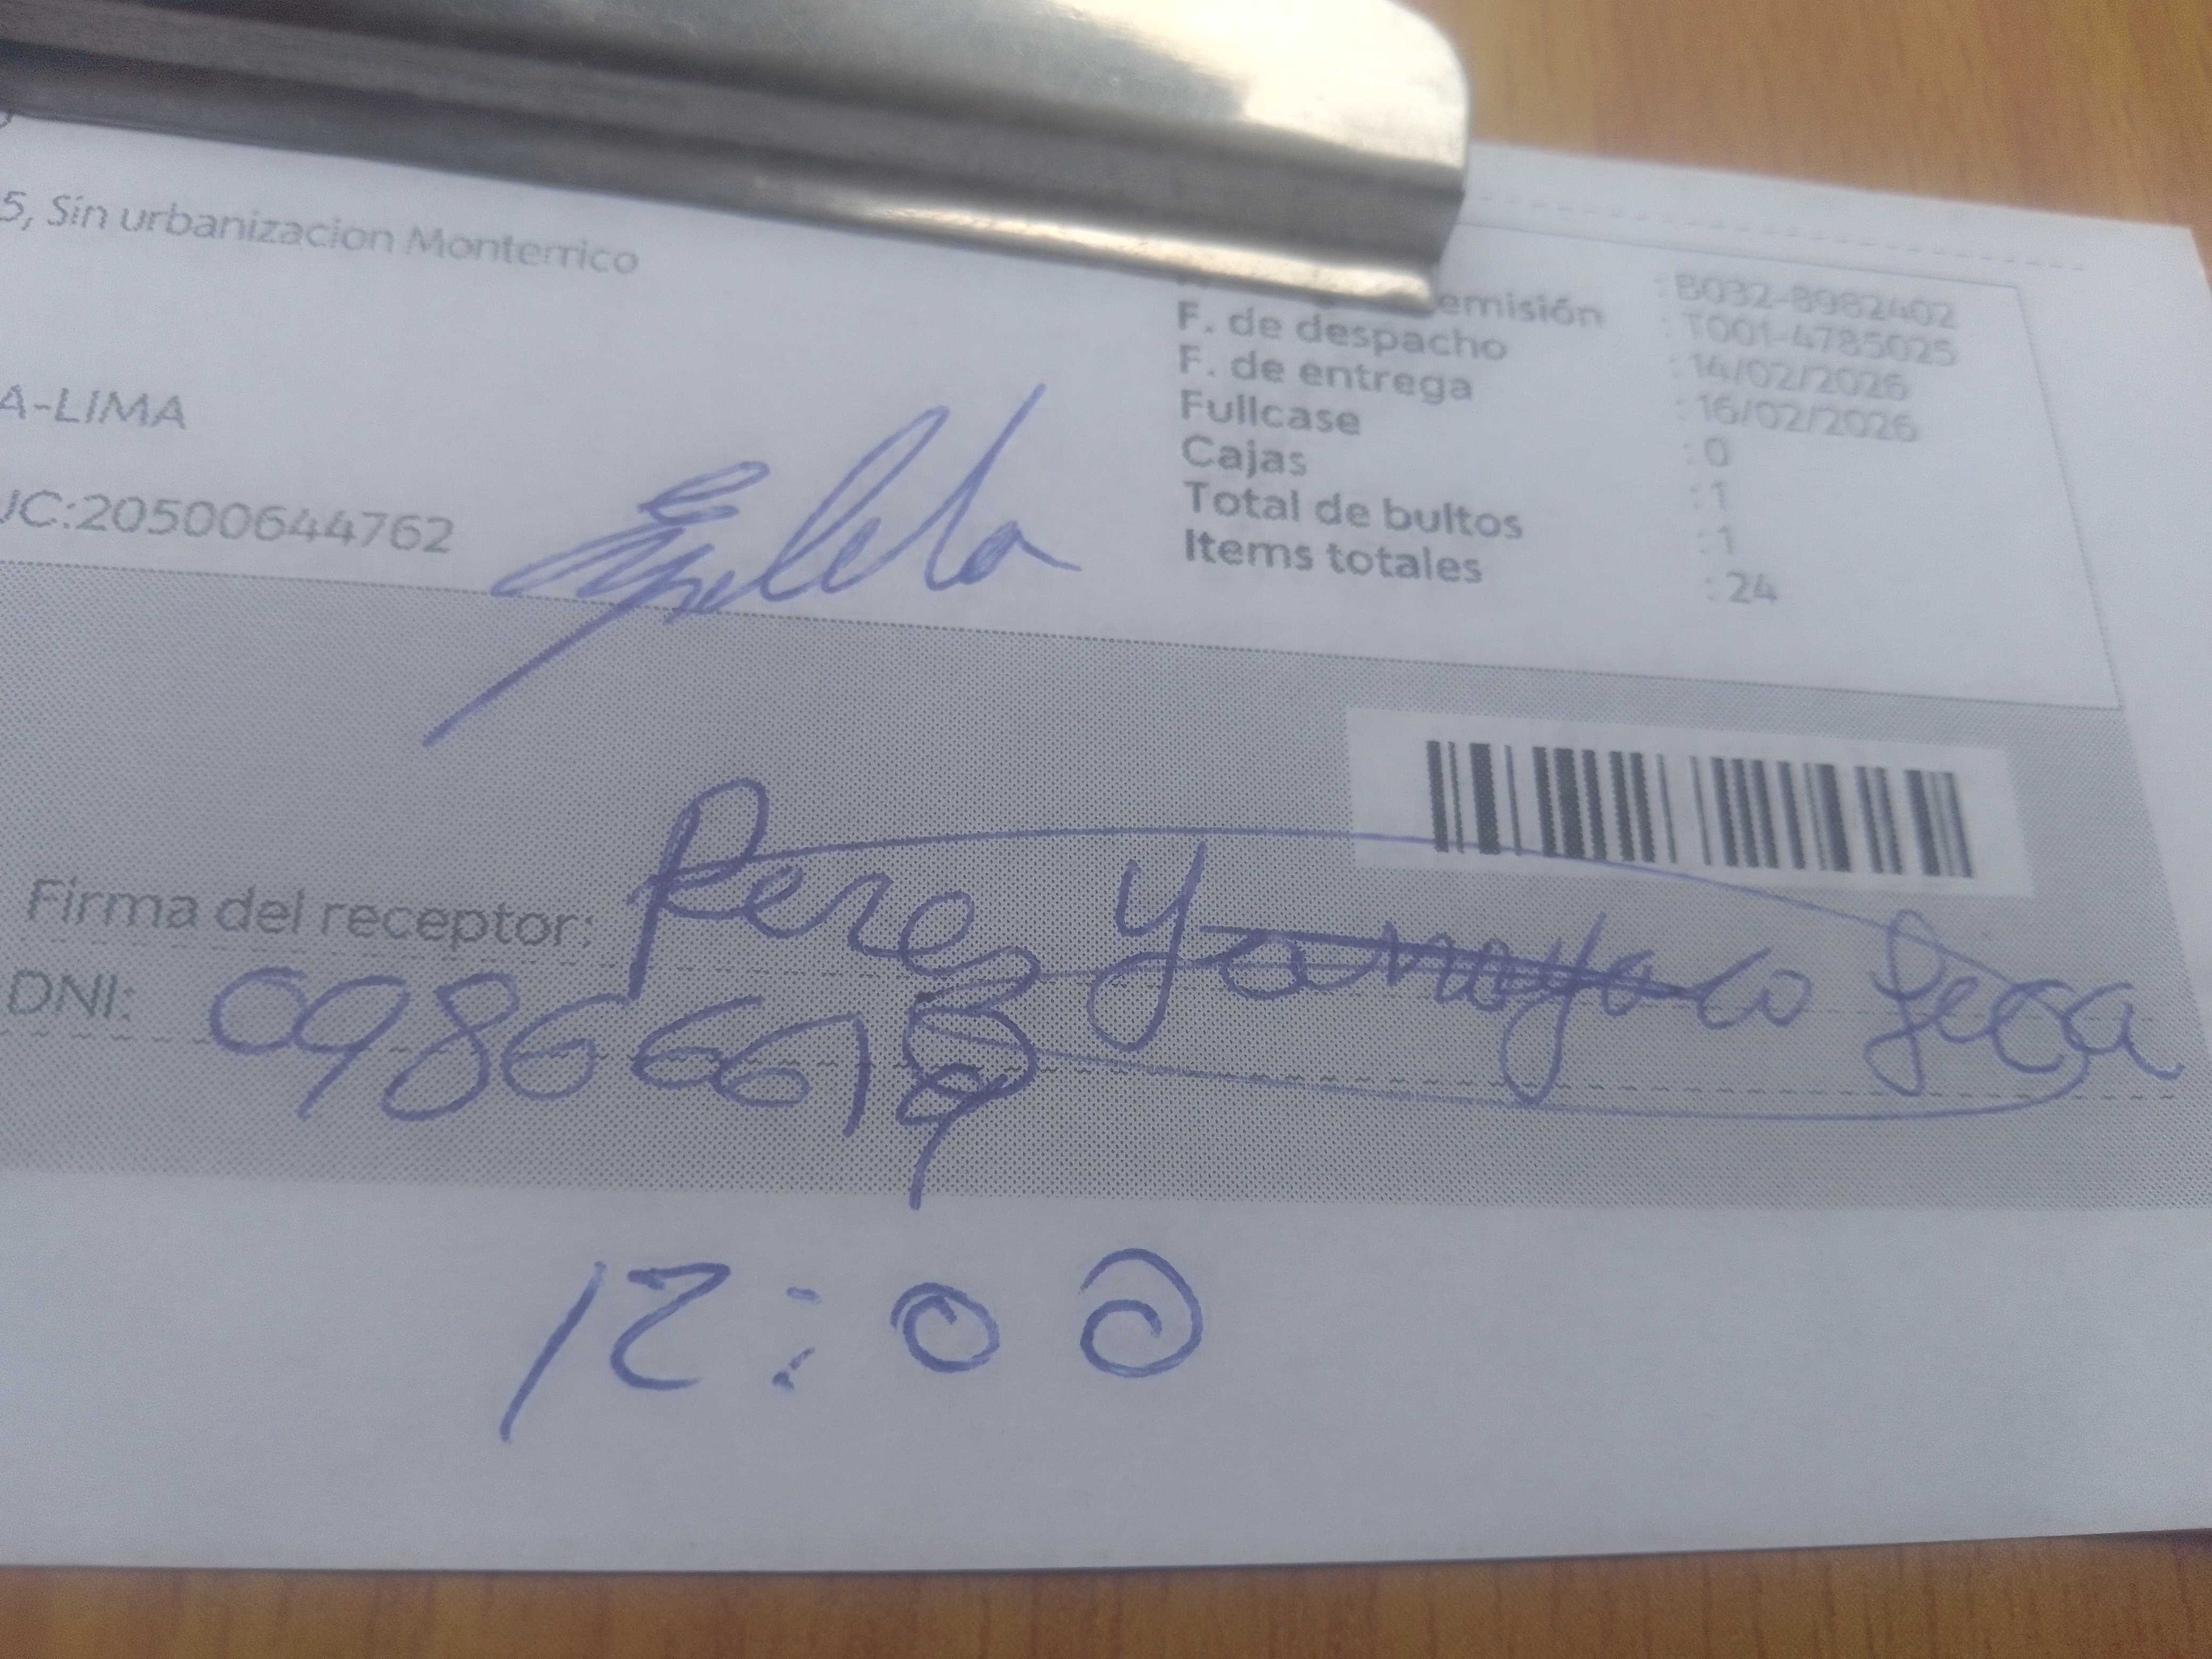 5, Sin urbanizacion Monterrico
A-LIMA
UC:20500644762
emisión
F. de despacho
F. de entrega
Fullcase
Cajas
Total de bultos
Items totales
: B032-8982402
: T001-4785025
: 14/02/2026
: 16/02/2026
: 0
: 1
: 1
: 24
Firma del receptor: Perez
DNI: 0986661
12:00